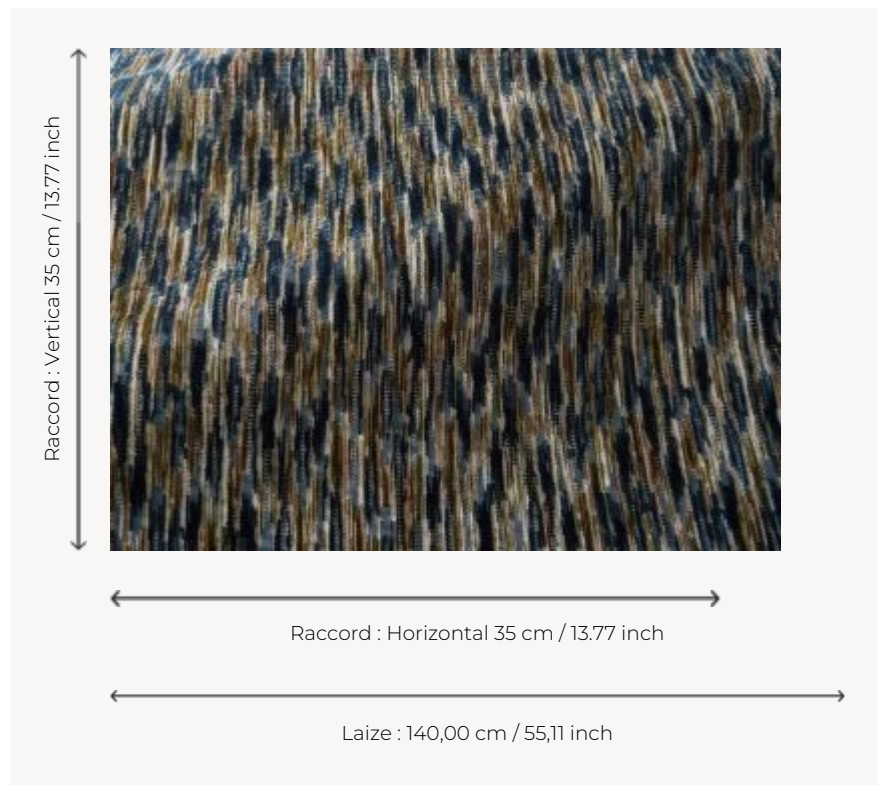 Raccord : Vertical 35 cm / 13.77 inch
Raccord : Horizontal 35 cm / 13.77 inch
Laize : 140,00 cm / 55,11 inch